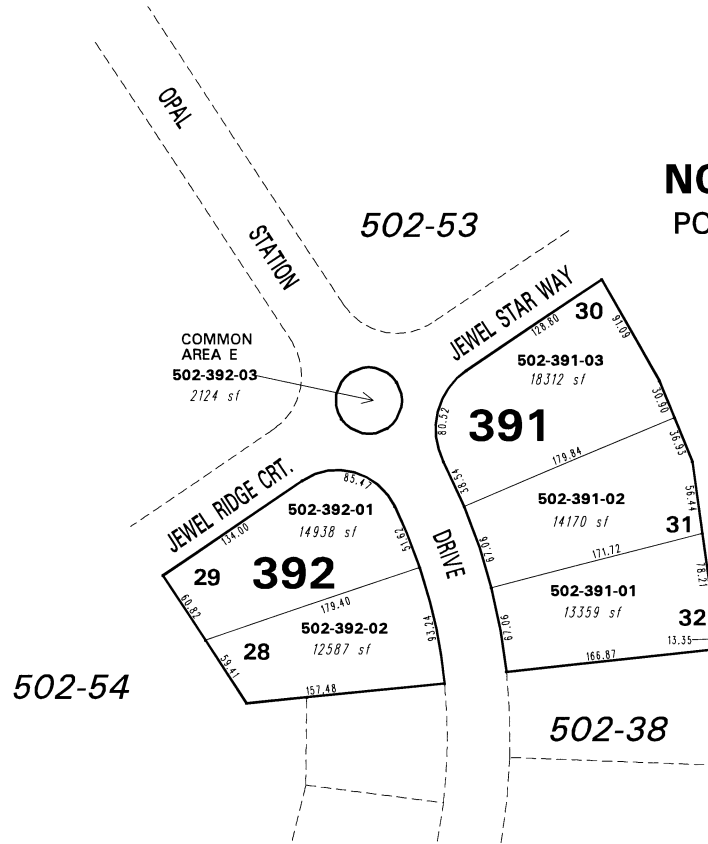 OPAL
STATION
502-53
NO
PO
JEWEL STAR WAY
128.80
30
91.09
COMMON
AREA E
502-392-03
2124 sf
502-391-03
18312 sf
30.90
80.52
391
36.93
179.84
38.54
JEWEL RIDGE CRT.
134.00
85.47
502-392-01
14938 sf
51.62
DRIVE
502-391-02
14170 sf
56.44
31
67.06
171.72
29
392
60.82
179.40
78.21
502-391-01
13359 sf
502-392-02
12587 sf
93.24
67.06
32
13.35
28
59.41
166.87
157.48
502-54
502-38